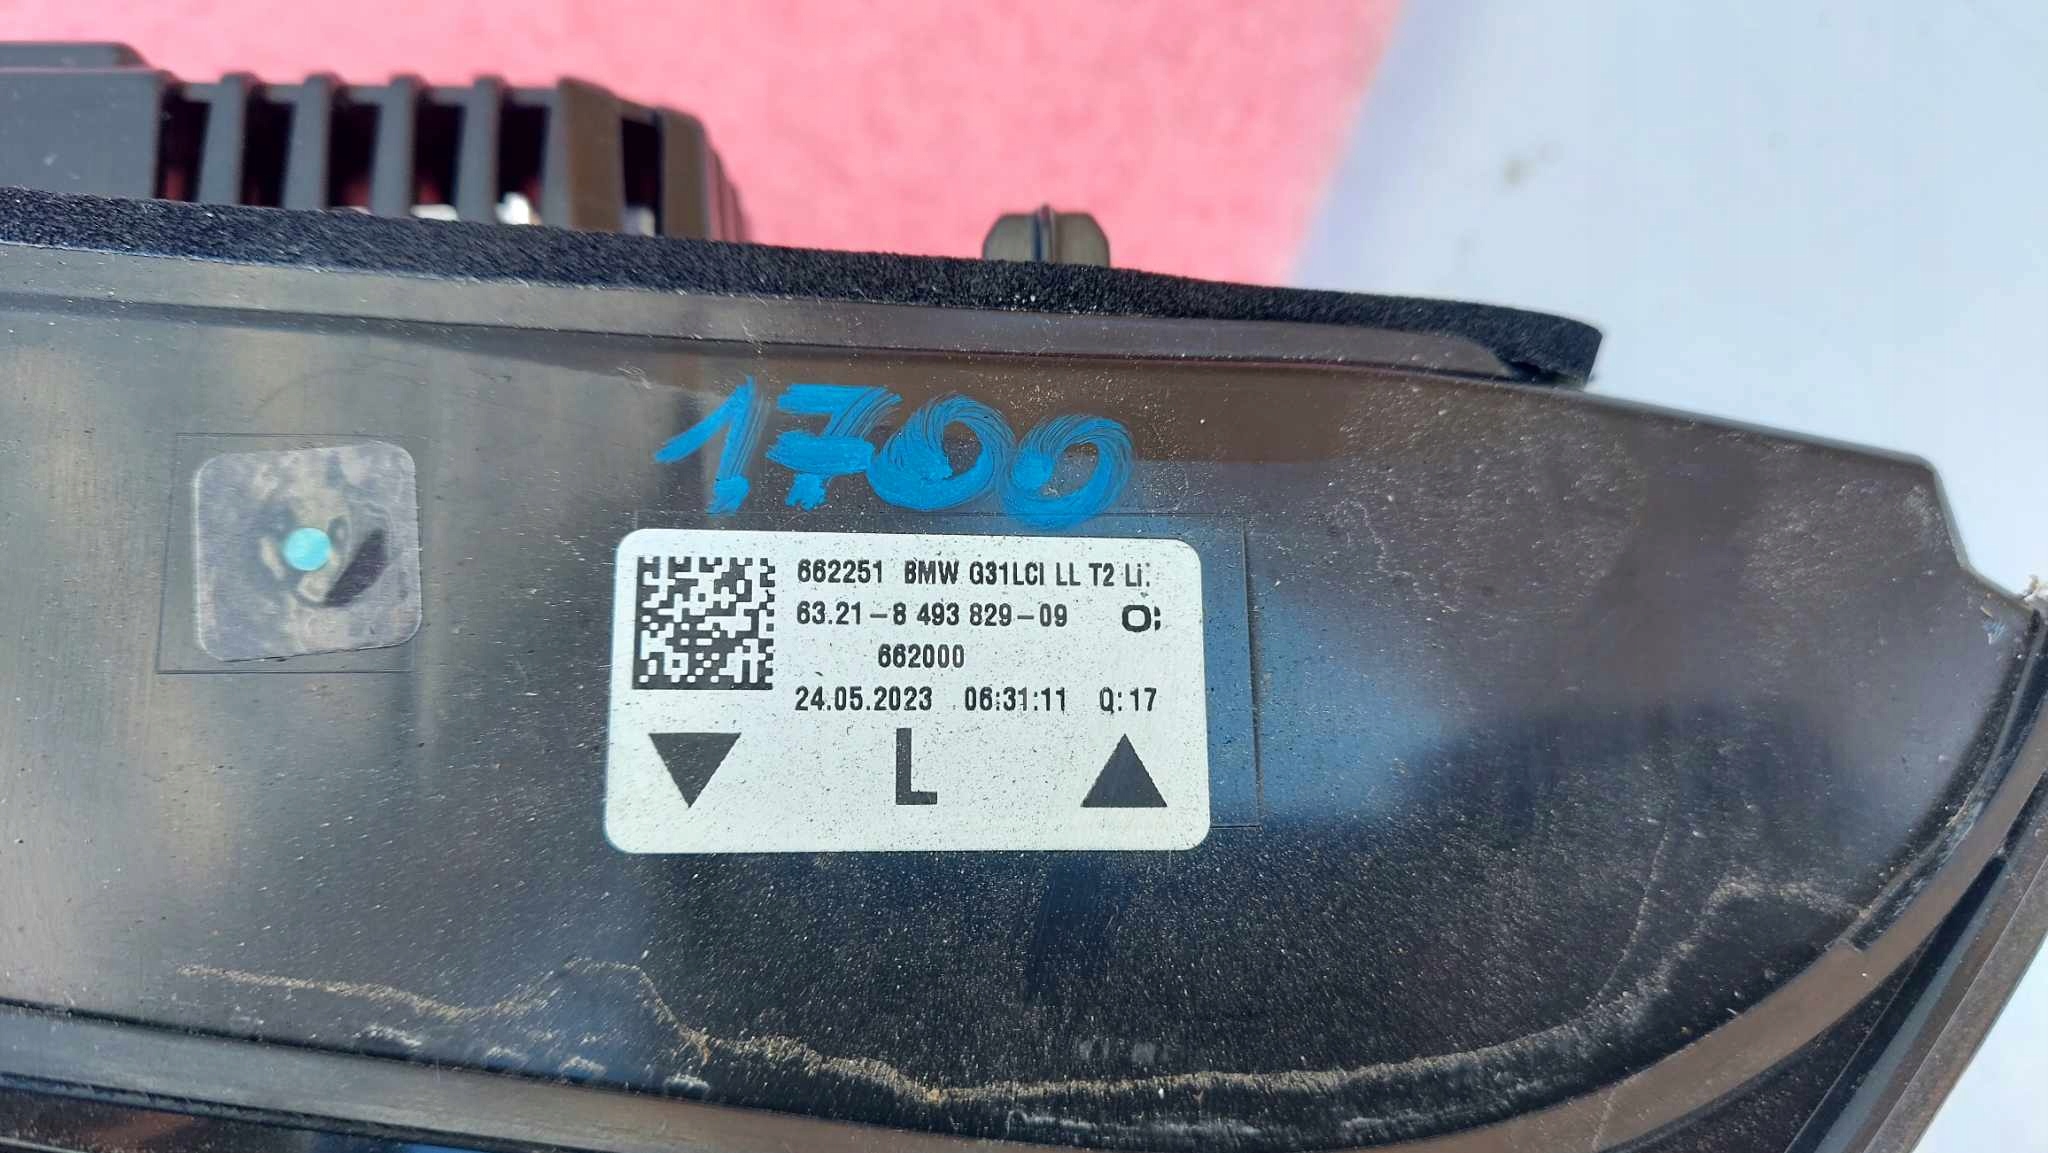 1700
662251 BMW G31LCI LL T2 Li.
63.21-8 493 829-09 O:
662000
24.05.2023 06:31:11 Q:17
L